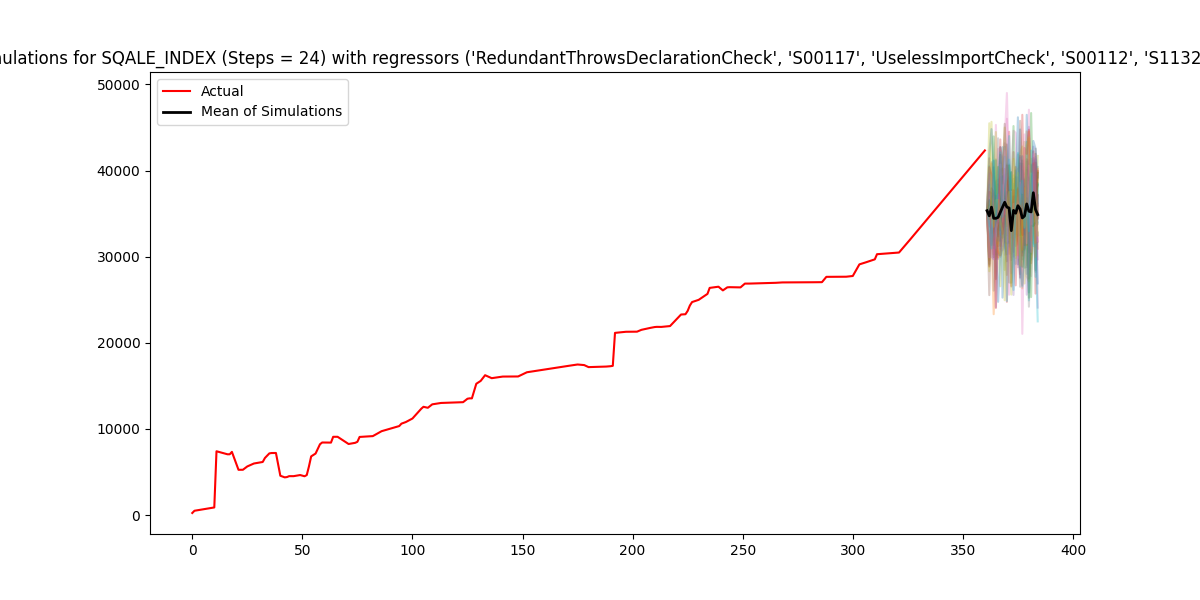 ulations for SQALE_INDEX (Steps = 24) with regressors ('RedundantThrowsDeclarationCheck', 'S00117', 'UselessImportCheck', 'S00112', 'S1132
Actual
Mean of Simulations
50000
40000
30000
20000
10000
0
0 50 100 150 200 250 300 350 400